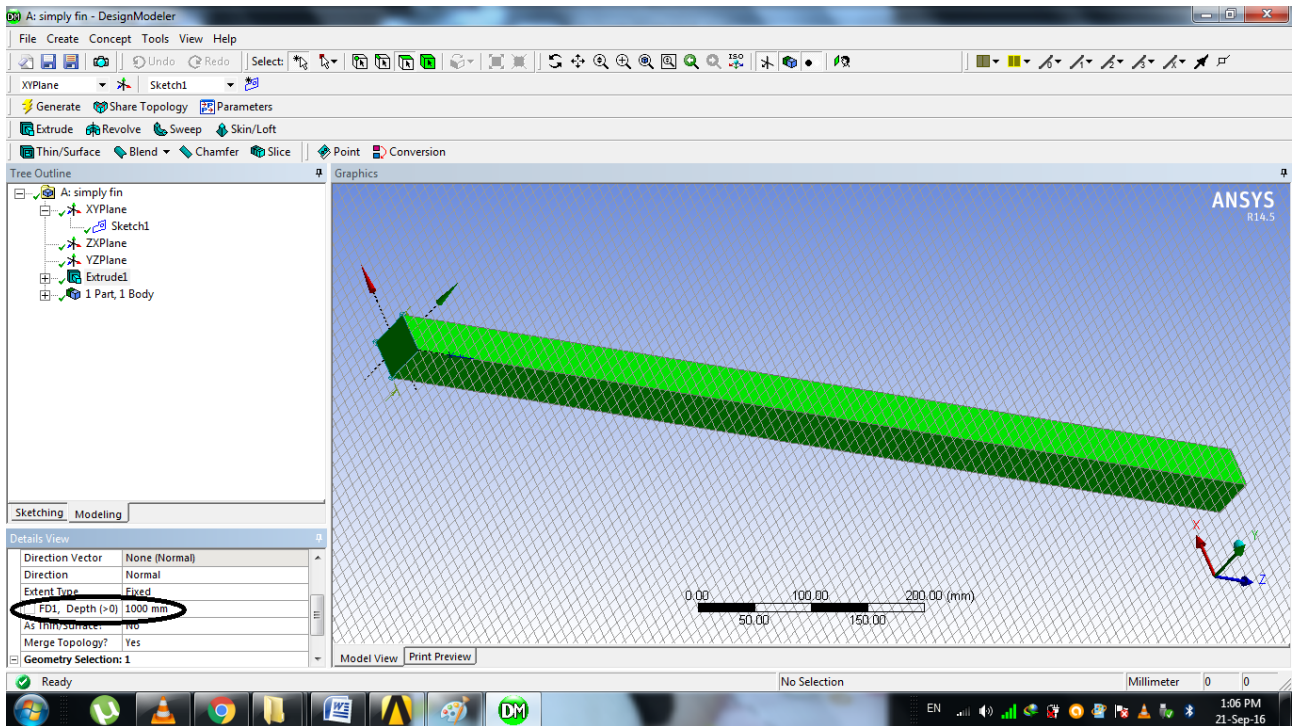 A: simply fin - DesignModeler
File Create Concept Tools View Help
Undo Redo Select:
XYPlane Sketch1
Generate Share Topology Parameters
Extrude Revolve Sweep Skin/Loft
Thin/Surface Blend Chamfer Slice Point Conversion
Tree Outline
A: simply fin
XYPlane
Sketch1
ZXPlane
YZPlane
Extrude1
1 Part, 1 Body
Sketching Modeling
Details View
Direction Vector None (Normal)
Direction Normal
Extent Type Fixed
FD1, Depth (>0) 1000 mm
As Thin/Surface? No
Merge Topology? Yes
Geometry Selection: 1
Graphics
ANSYS
R14.5
X
Y
Z
0.00 100.00 200.00 (mm)
50.00 150.00
Model View Print Preview
Ready No Selection Millimeter 0 0
DM EN 1:06 PM
21-Sep-16